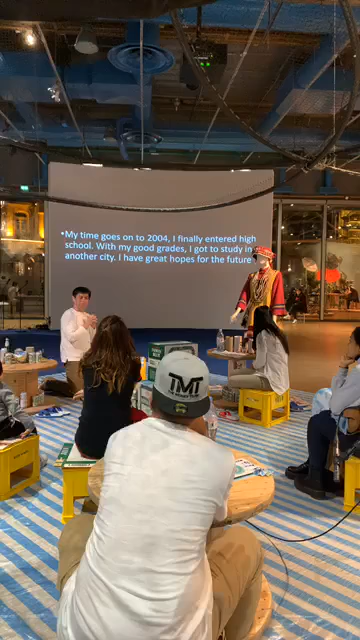 •My time goes on to 2004, I finally entered high
school. With my good grades, I got to study in
another city. I have great hopes for the future
TMT